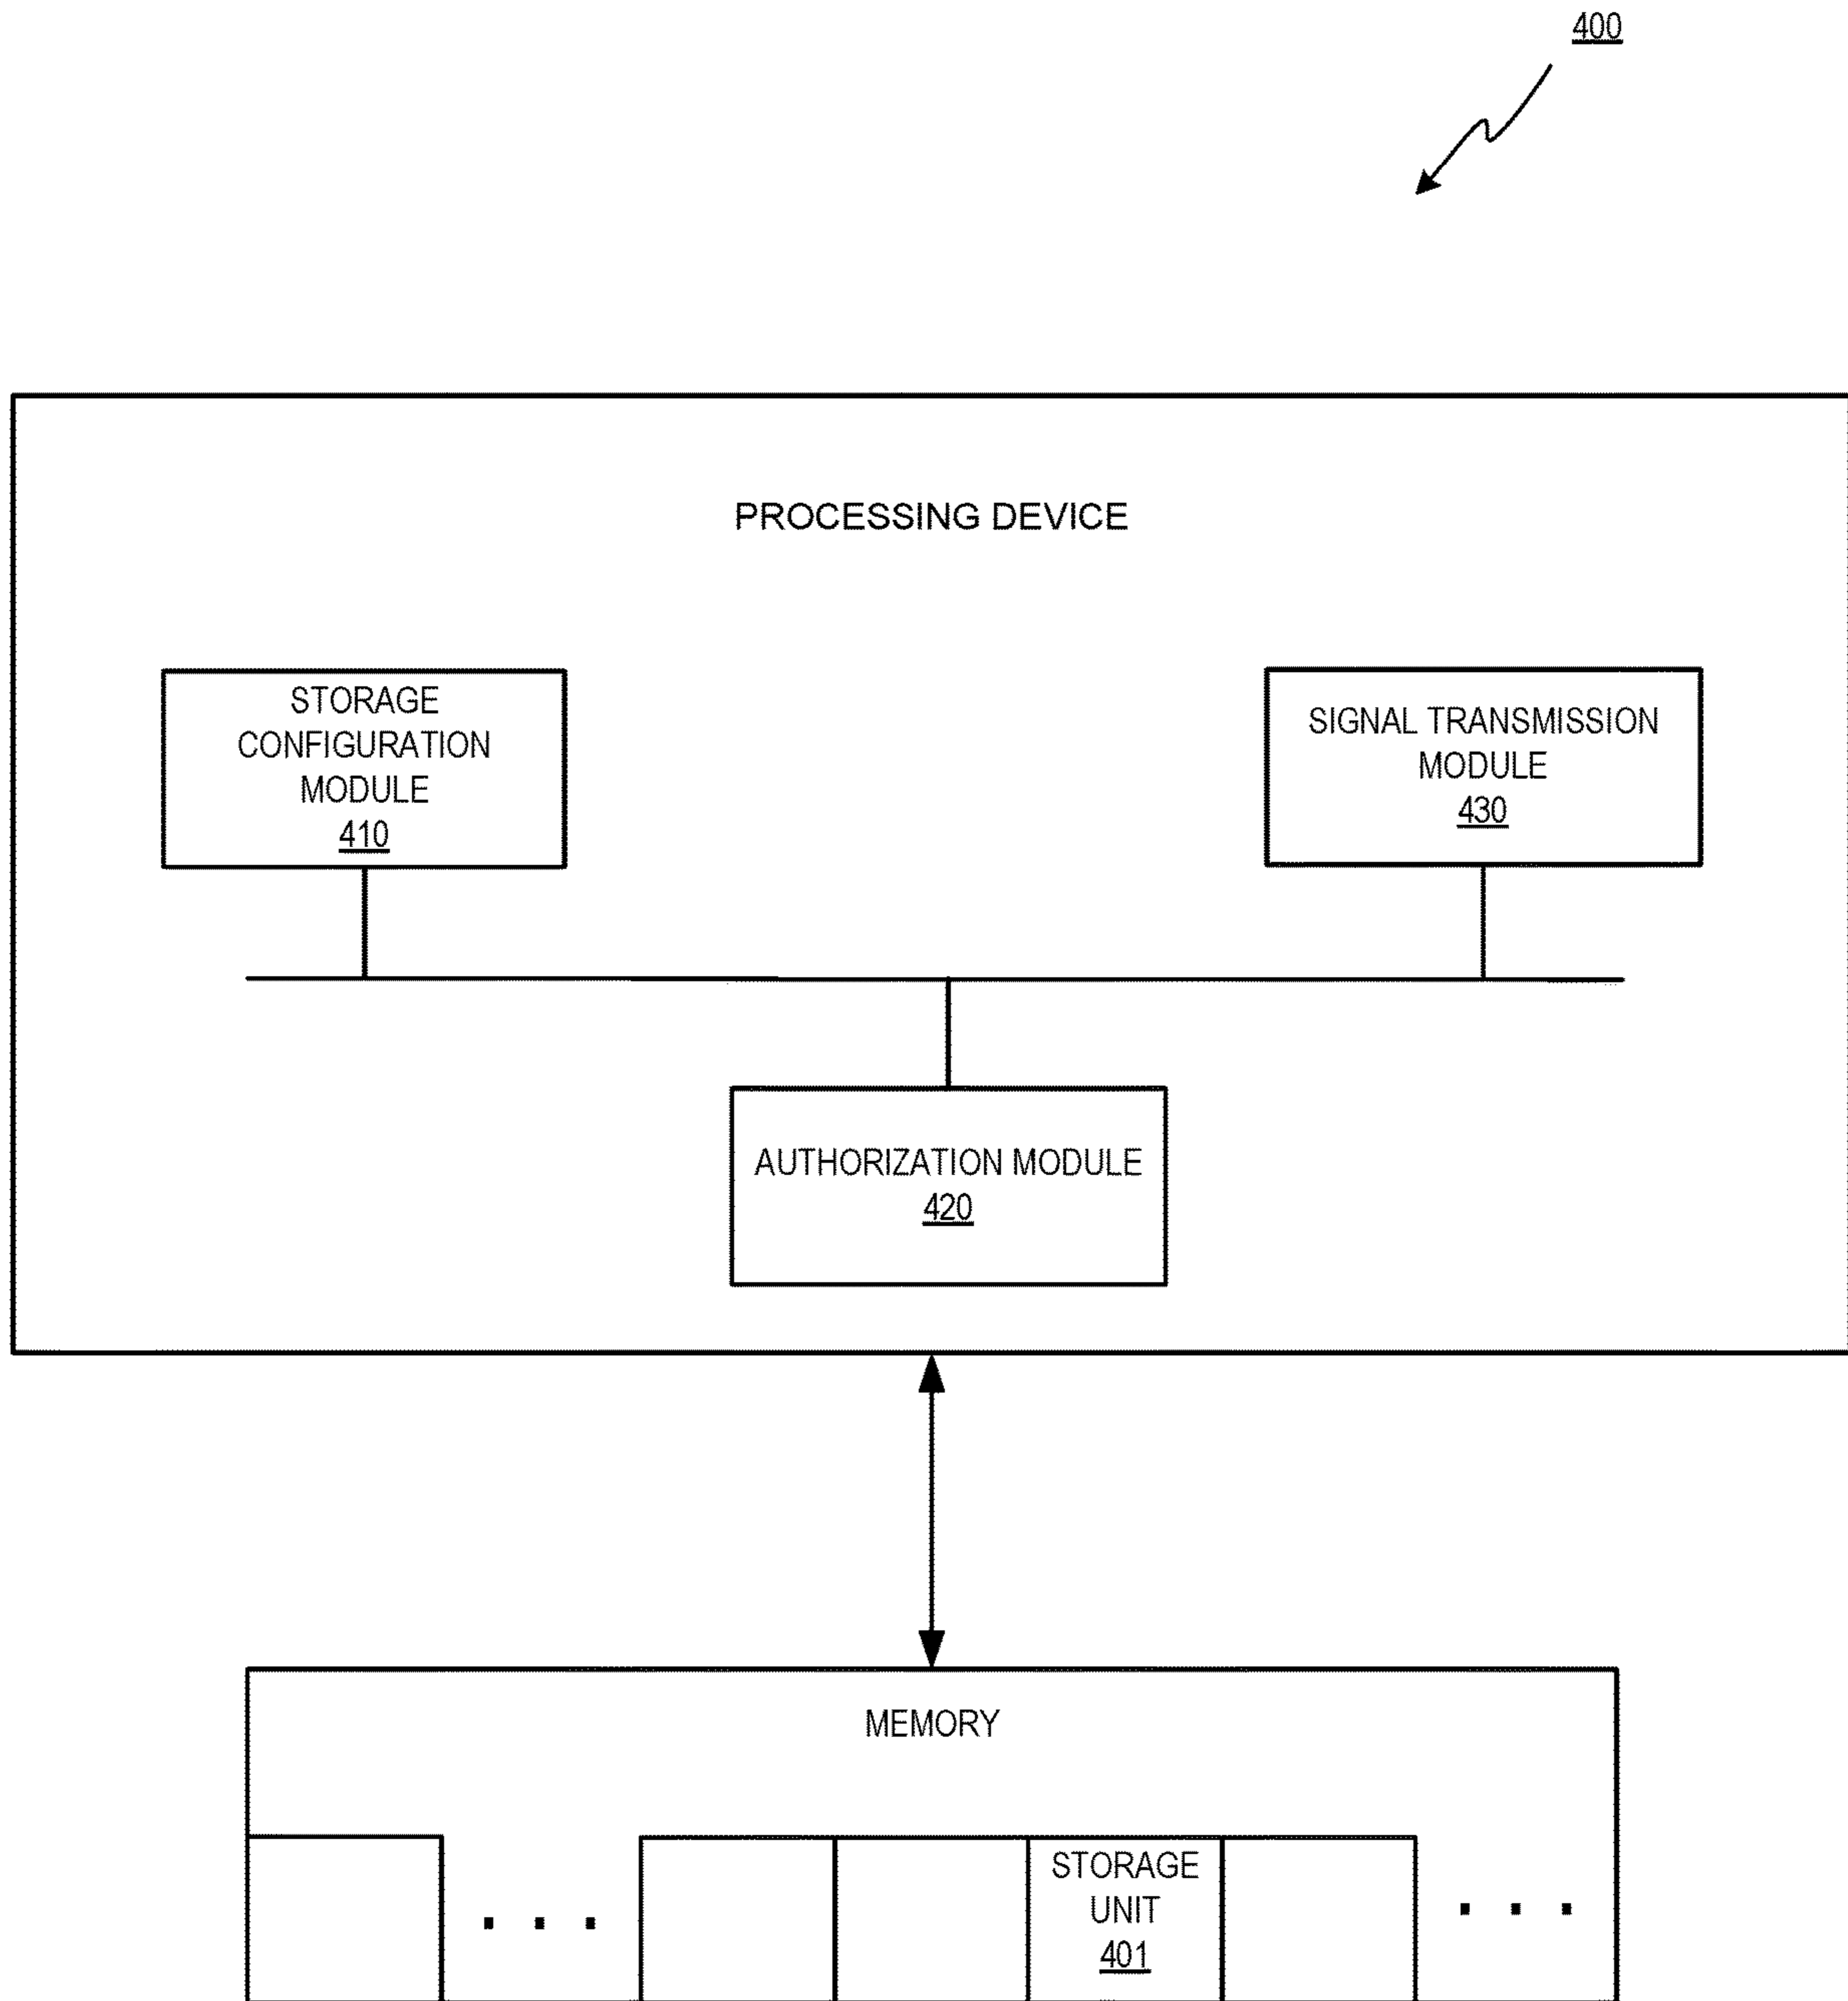 400
PROCESSING DEVICE
STORAGE
CONFIGURATION
MODULE
410
SIGNAL TRANSMISSION
MODULE
430
AUTHORIZATION MODULE
420
MEMORY
. . .
STORAGE
UNIT
401
. . .